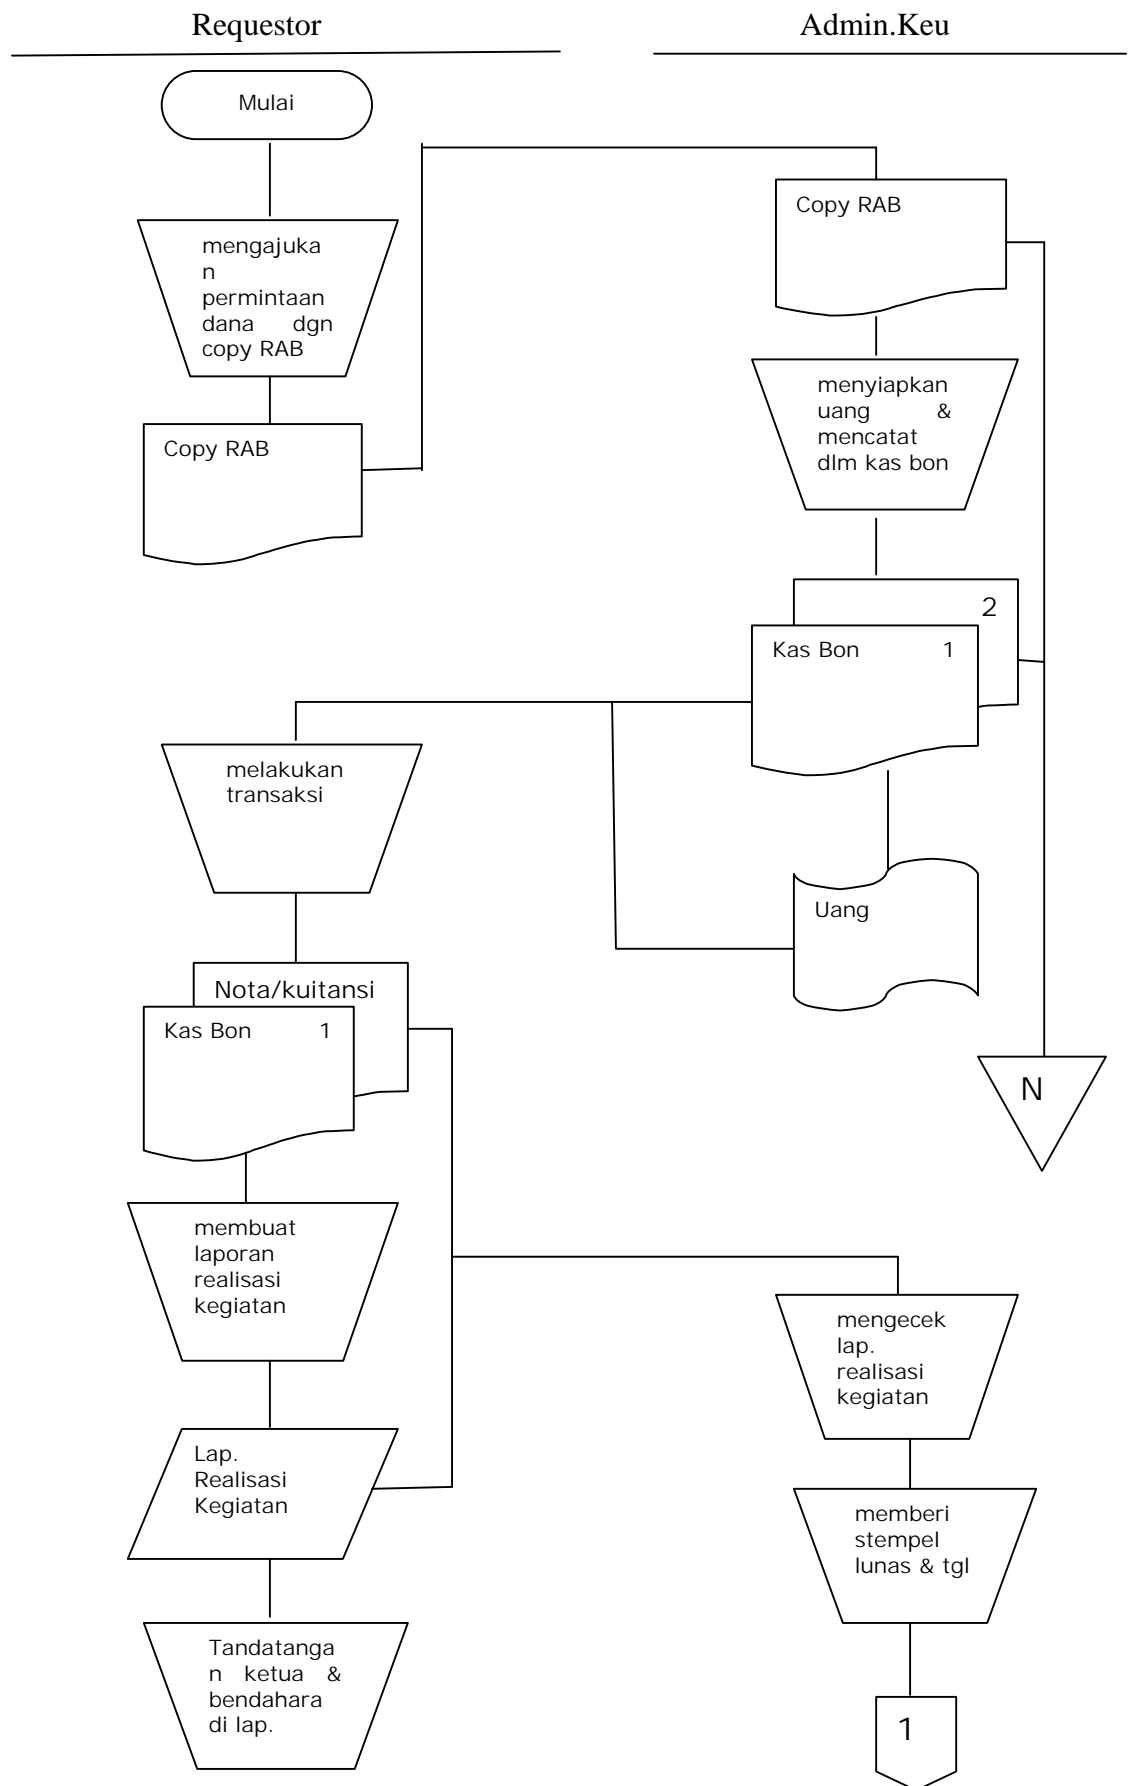 Requestor
Admin.Keu
Mulai
mengajuka
n
permintaan
dana dgn
copy RAB
Copy RAB
Copy RAB
menyiapkan
uang &
mencatat
dlm kas bon
2
Kas Bon 1
melakukan
transaksi
Uang
Nota/kuitansi
Kas Bon 1
N
membuat
laporan
realisasi
kegiatan
mengecek
lap.
realisasi
kegiatan
Lap.
Realisasi
Kegiatan
memberi
stempel
lunas & tgl
Tandatanga
n ketua &
bendahara
di lap.
1